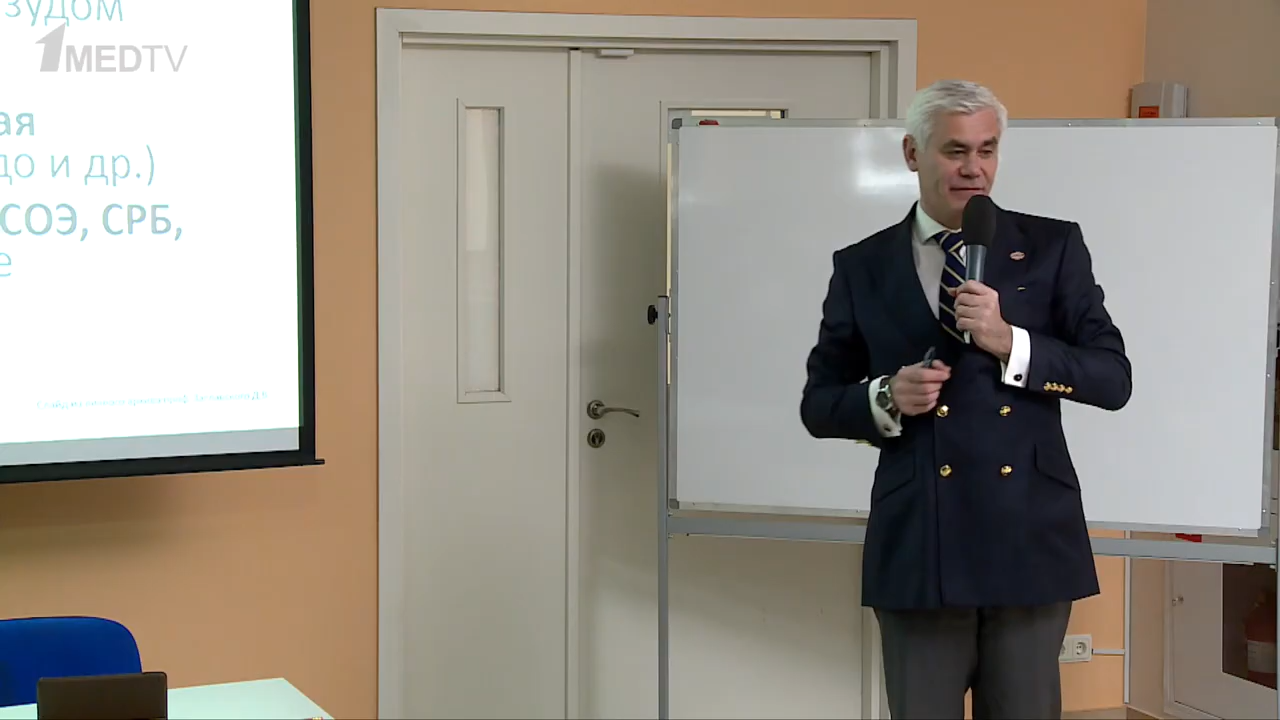 зудом
1MEDTV
ая
до и др.)
СОЭ, СРБ,
е